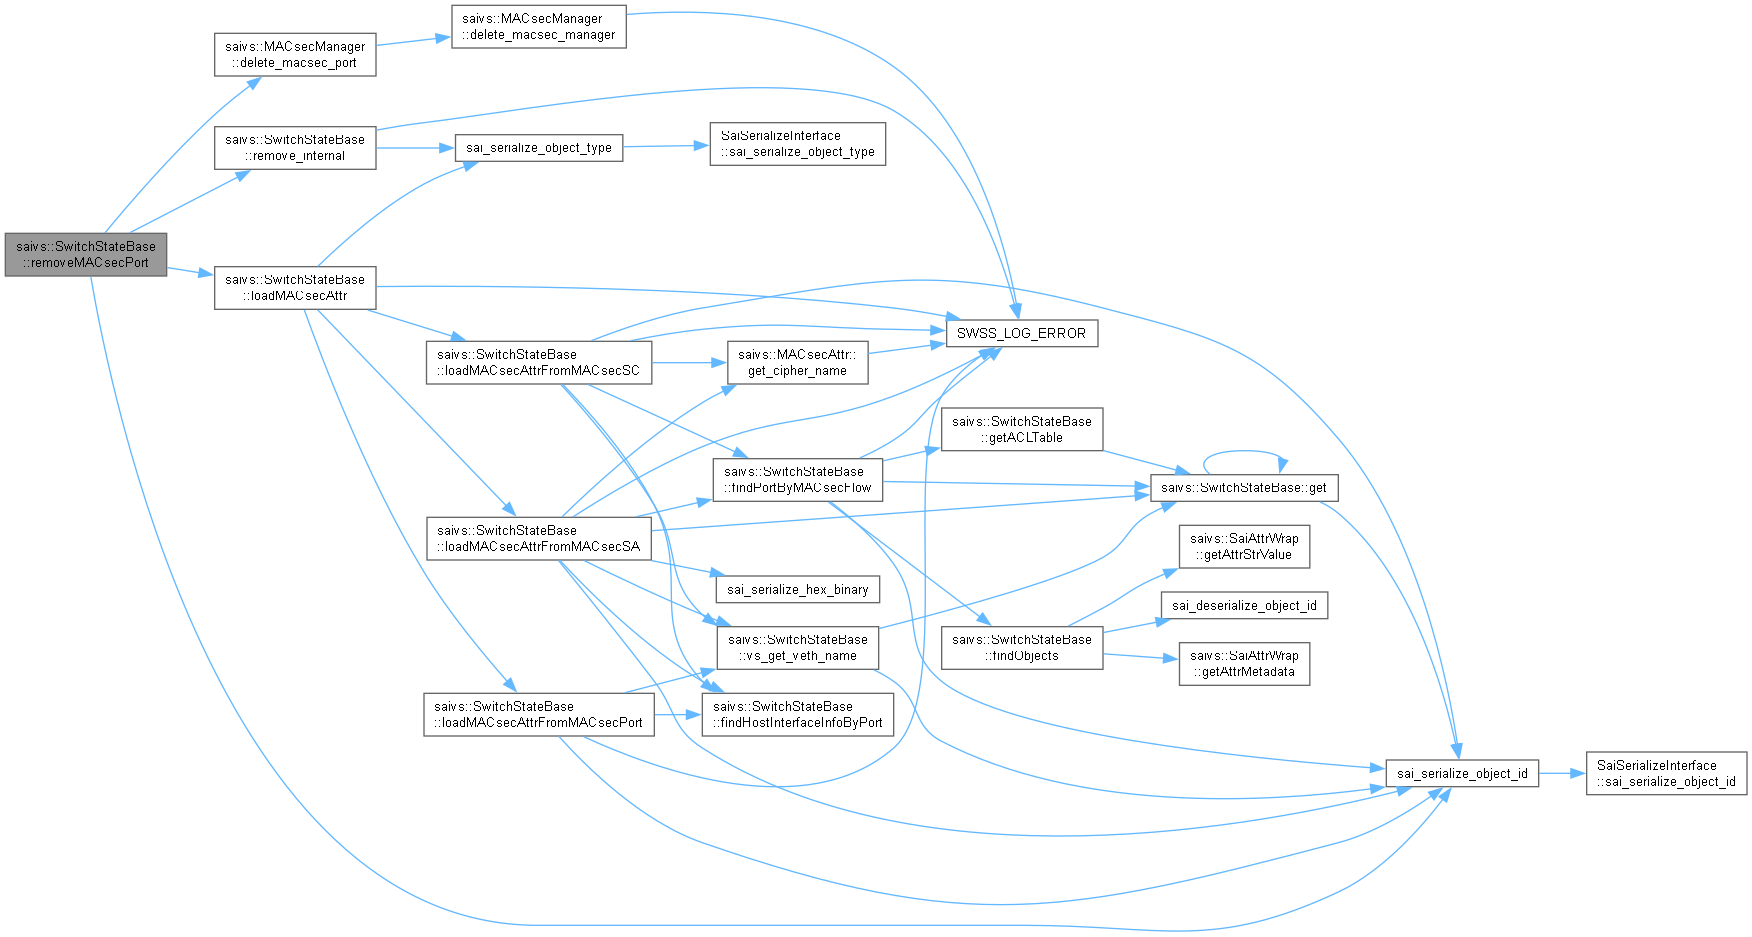 saivs::MACsecManager
::delete_macsec_manager
saivs::MACsecManager
::delete_macsec_port
saivs::SwitchStateBase
::remove_internal
sai_serialize_object_type
SaiSerializeInterface
::sai_serialize_object_type
saivs::SwitchStateBase
::removeMACsecPort
saivs::SwitchStateBase
::loadMACsecAttr
SWSS_LOG_ERROR
saivs::SwitchStateBase
::loadMACsecAttrFromMACsecSC
saivs::MACsecAttr::
get_cipher_name
saivs::SwitchStateBase
::getACLTable
saivs::SwitchStateBase
::findPortByMACsecFlow
saivs::SwitchStateBase::get
saivs::SwitchStateBase
::loadMACsecAttrFromMACsecSA
saivs::SaiAttrWrap
::getAttrStrValue
sai_serialize_hex_binary
sai_deserialize_object_id
saivs::SwitchStateBase
::vs_get_veth_name
saivs::SwitchStateBase
::findObjects
saivs::SaiAttrWrap
::getAttrMetadata
saivs::SwitchStateBase
::loadMACsecAttrFromMACsecPort
saivs::SwitchStateBase
::findHostInterfaceInfoByPort
sai_serialize_object_id
SaiSerializeInterface
::sai_serialize_object_id